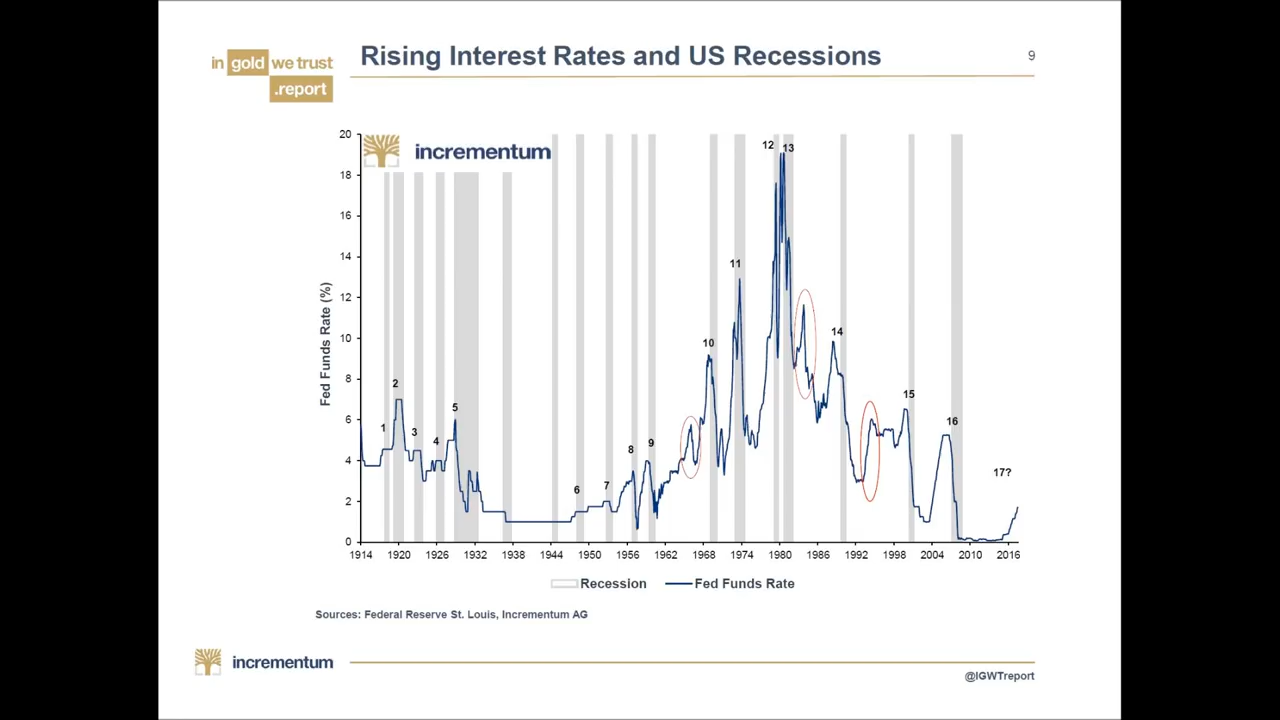 in gold we trust
.report
Rising Interest Rates and US Recessions
9
incrementum
Fed Funds Rate (%)
20
18
16
14
12
10
8
6
4
2
0
1
2
3
4
5
6
7
8
9
10
11
12
13
14
15
16
17?
1914 1920 1926 1932 1938 1944 1950 1956 1962 1968 1974 1980 1986 1992 1998 2004 2010 2016
Recession Fed Funds Rate
Sources: Federal Reserve St. Louis, Incrementum AG
incrementum
@IGWTreport